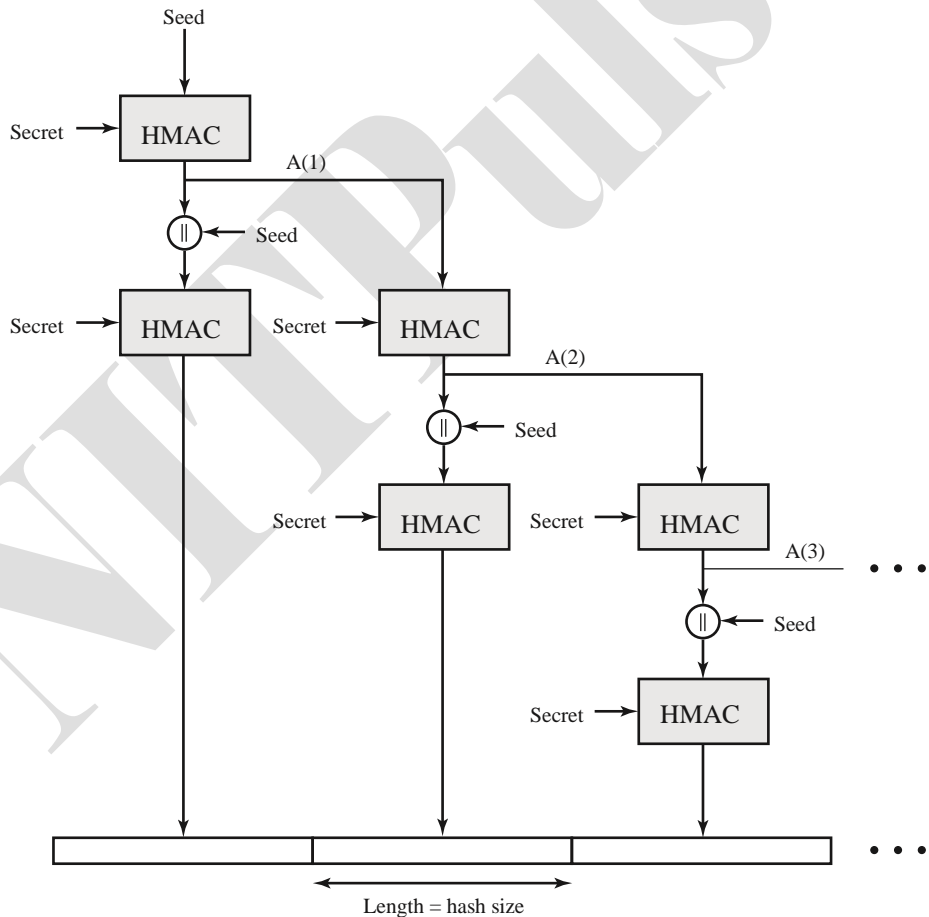 Seed
Secret
HMAC
A(1)
||
Seed
Secret
HMAC
Secret
HMAC
A(2)
||
Seed
Secret
HMAC
Secret
HMAC
A(3)
• • •
||
Seed
Secret
HMAC
• • •
Length = hash size